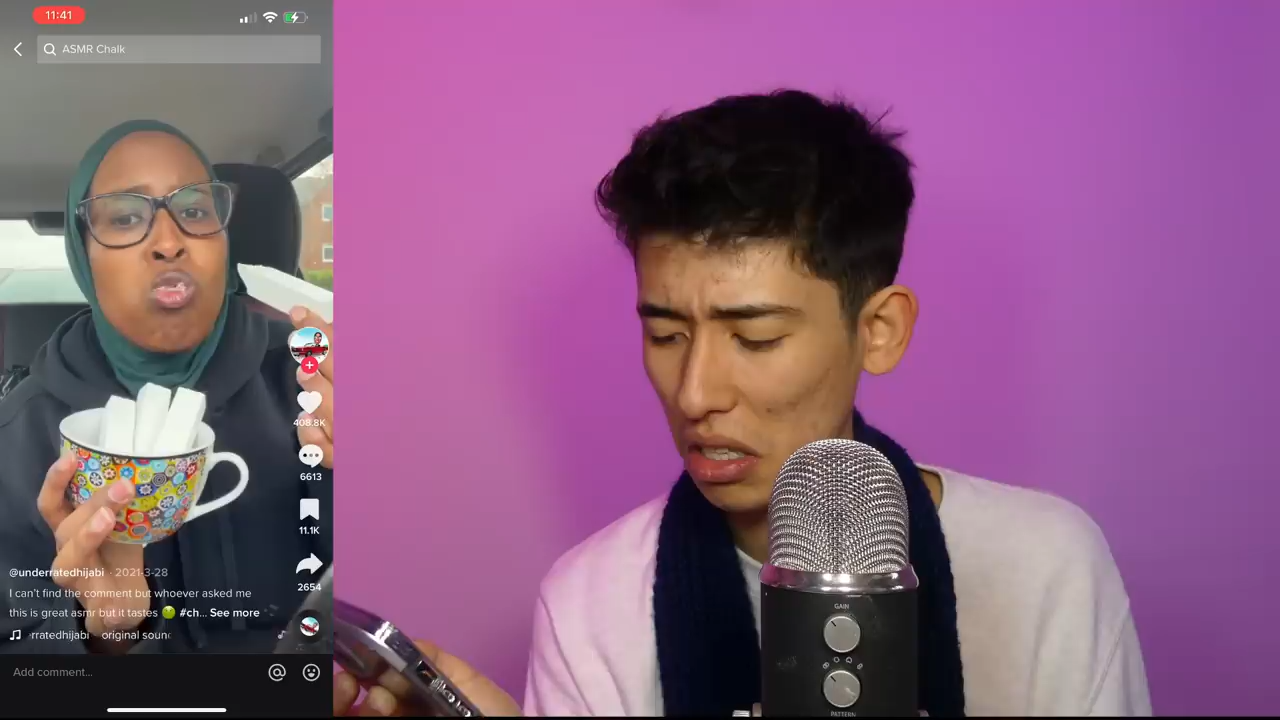 11:41
ASMR Chalk
408.8K
6613
11.1K
2654
@underratedhijabi · 2021-3-28
I can't find the comment but whoever asked me
this is great asmr but it tastes 🤢 #ch... See more
rratedhijabi original soun
Add comment...
GAIN
PATTERN